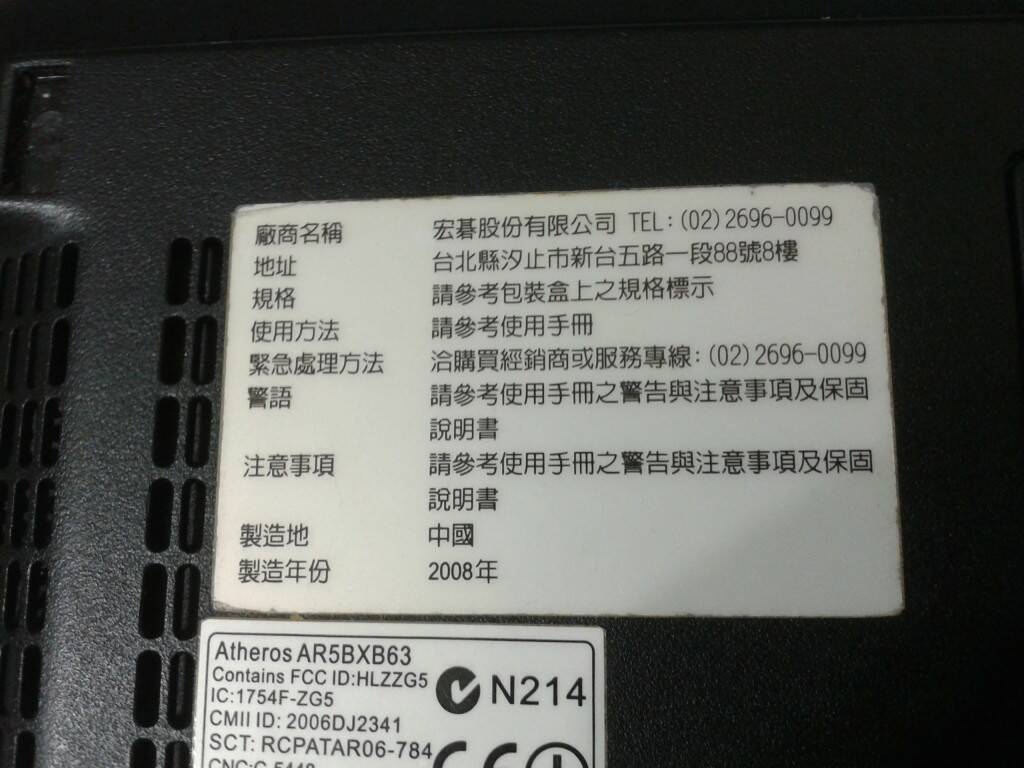 廠商名稱 宏碁股份有限公司 TEL:(02)2696-0099
地址 台北縣汐止市新台五路一段88號8樓
規格 請參考包裝盒上之規格標示
使用方法 請參考使用手冊
緊急處理方法 洽購買經銷商或服務專線:(02)2696-0099
警語 請參考使用手冊之警告與注意事項及保固
說明書
注意事項 請參考使用手冊之警告與注意事項及保固
說明書
製造地 中國
製造年份 2008年
Atheros AR5BXB63
Contains FCC ID:HLZZG5
IC:1754F-ZG5
N214
CMII ID: 2006DJ2341
SCT: RCPATAR06-784